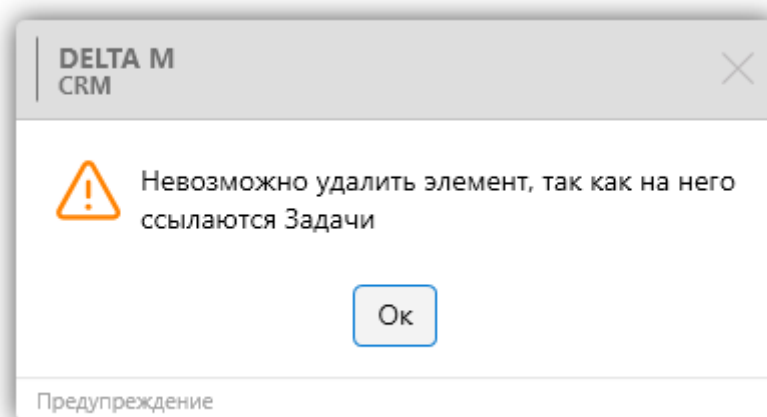 DELTA M
CRM
Невозможно удалить элемент, так как на него
ссылаются Задачи
Ок
Предупреждение